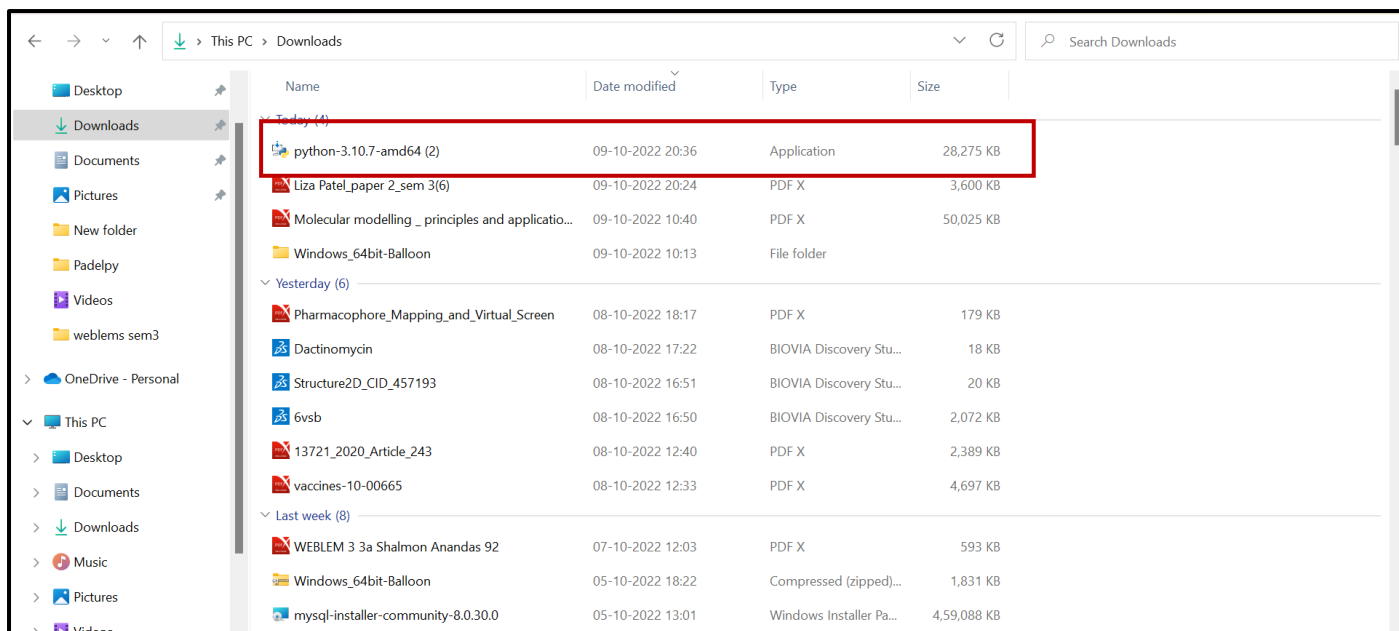 This PC > Downloads
Search Downloads
Desktop
Downloads
Documents
Pictures
New folder
Padelpy
Videos
weblems sem3
OneDrive - Personal
This PC
Desktop
Documents
Downloads
Music
Pictures
Videos
Name Date modified Type Size
Today (4)
python-3.10.7-amd64 (2) 09-10-2022 20:36 Application 28,275 KB
Liza Patel_paper 2_sem 3(6) 09-10-2022 20:24 PDF X 3,600 KB
Molecular modelling _ principles and applicatio... 09-10-2022 10:40 PDF X 50,025 KB
Windows_64bit-Balloon 09-10-2022 10:13 File folder
Yesterday (6)
Pharmacophore_Mapping_and_Virtual_Screen 08-10-2022 18:17 PDF X 179 KB
Dactinomycin 08-10-2022 17:22 BIOVIA Discovery Stu... 18 KB
Structure2D_CID_457193 08-10-2022 16:51 BIOVIA Discovery Stu... 20 KB
6vsb 08-10-2022 16:50 BIOVIA Discovery Stu... 2,072 KB
13721_2020_Article_243 08-10-2022 12:40 PDF X 2,389 KB
vaccines-10-00665 08-10-2022 12:33 PDF X 4,697 KB
Last week (8)
WEBLEM 3 3a Shalmon Anandas 92 07-10-2022 12:03 PDF X 593 KB
Windows_64bit-Balloon 05-10-2022 18:22 Compressed (zipped)... 1,831 KB
mysql-installer-community-8.0.30.0 05-10-2022 13:01 Windows Installer Pa... 4,59,088 KB